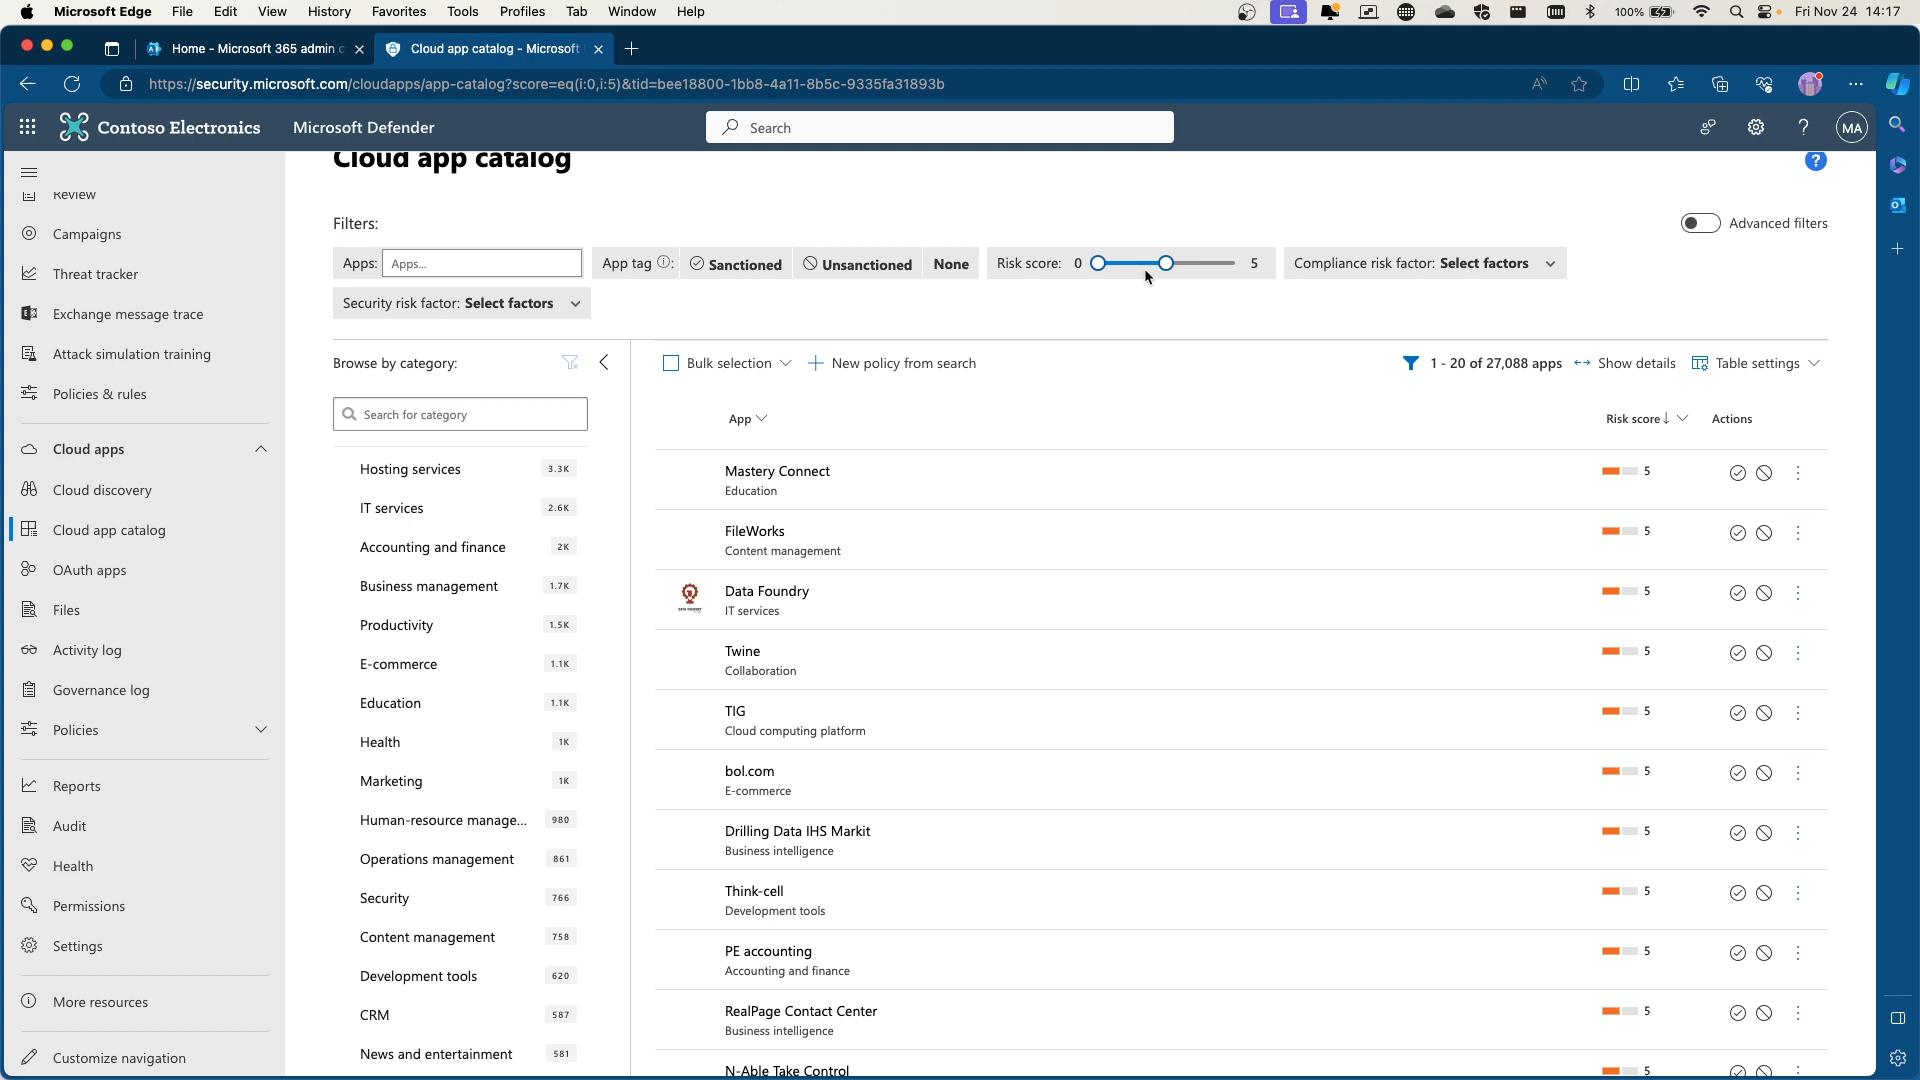 Microsoft Edge File Edit View History Favorites Tools Profiles Tab Window Help 100% Fri Nov 24 14:17
Home - Microsoft 365 admin c Cloud app catalog - Microsoft
https://security.microsoft.com/cloudapps/app-catalog?score=eq(i:0,i:5)&tid=bee18800-1bb8-4a11-8b5c-9335fa31893b
Contoso Electronics Microsoft Defender Search MA
Review
Campaigns
Threat tracker
Exchange message trace
Attack simulation training
Policies & rules
Cloud apps
Cloud discovery
Cloud app catalog
OAuth apps
Files
Activity log
Governance log
Policies
Reports
Audit
Health
Permissions
Settings
More resources
Customize navigation
Cloud app catalog
Filters: Advanced filters
Apps: Apps... App tag : Sanctioned Unsanctioned None Risk score: 0 5 Compliance risk factor: Select factors
Security risk factor: Select factors
Browse by category:
Search for category
Hosting services 3.3K
IT services 2.6K
Accounting and finance 2K
Business management 1.7K
Productivity 1.5K
E-commerce 1.1K
Education 1.1K
Health 1K
Marketing 1K
Human-resource manage... 980
Operations management 861
Security 766
Content management 758
Development tools 620
CRM 587
News and entertainment 581
Bulk selection New policy from search 1 - 20 of 27,088 apps Show details Table settings
App Risk score Actions
Mastery Connect 5
Education
FileWorks 5
Content management
Data Foundry 5
IT services
Twine 5
Collaboration
TIG 5
Cloud computing platform
bol.com 5
E-commerce
Drilling Data IHS Markit 5
Business intelligence
Think-cell 5
Development tools
PE accounting 5
Accounting and finance
RealPage Contact Center 5
Business intelligence
N-Able Take Control 5